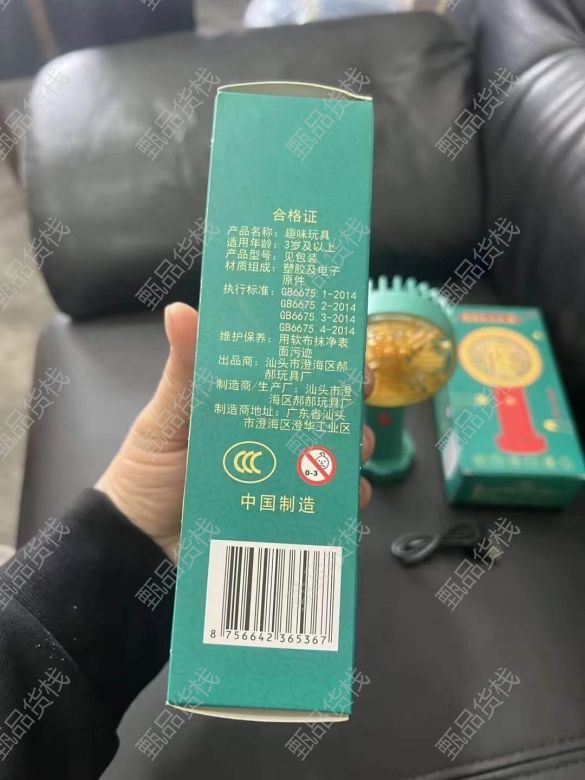 合格证
产品名称：趣味玩具
适用年龄：3岁及以上
产品型号：见包装
材质组成：塑胶及电子
原件
执行标准：GB6675.1-2014
GB6675.2-2014
GB6675.3-2014
GB6675.4-2014
维护保养：用软布抹净表
面污迹
出品商：汕头市澄海区郝
郝玩具厂
制造商/生产厂：汕头市澄
海区郝郝玩具厂
制造商地址：广东省汕头
市澄海区澄华工业区
CCC
0-3
中国制造
8 756642 365367
甄品货栈